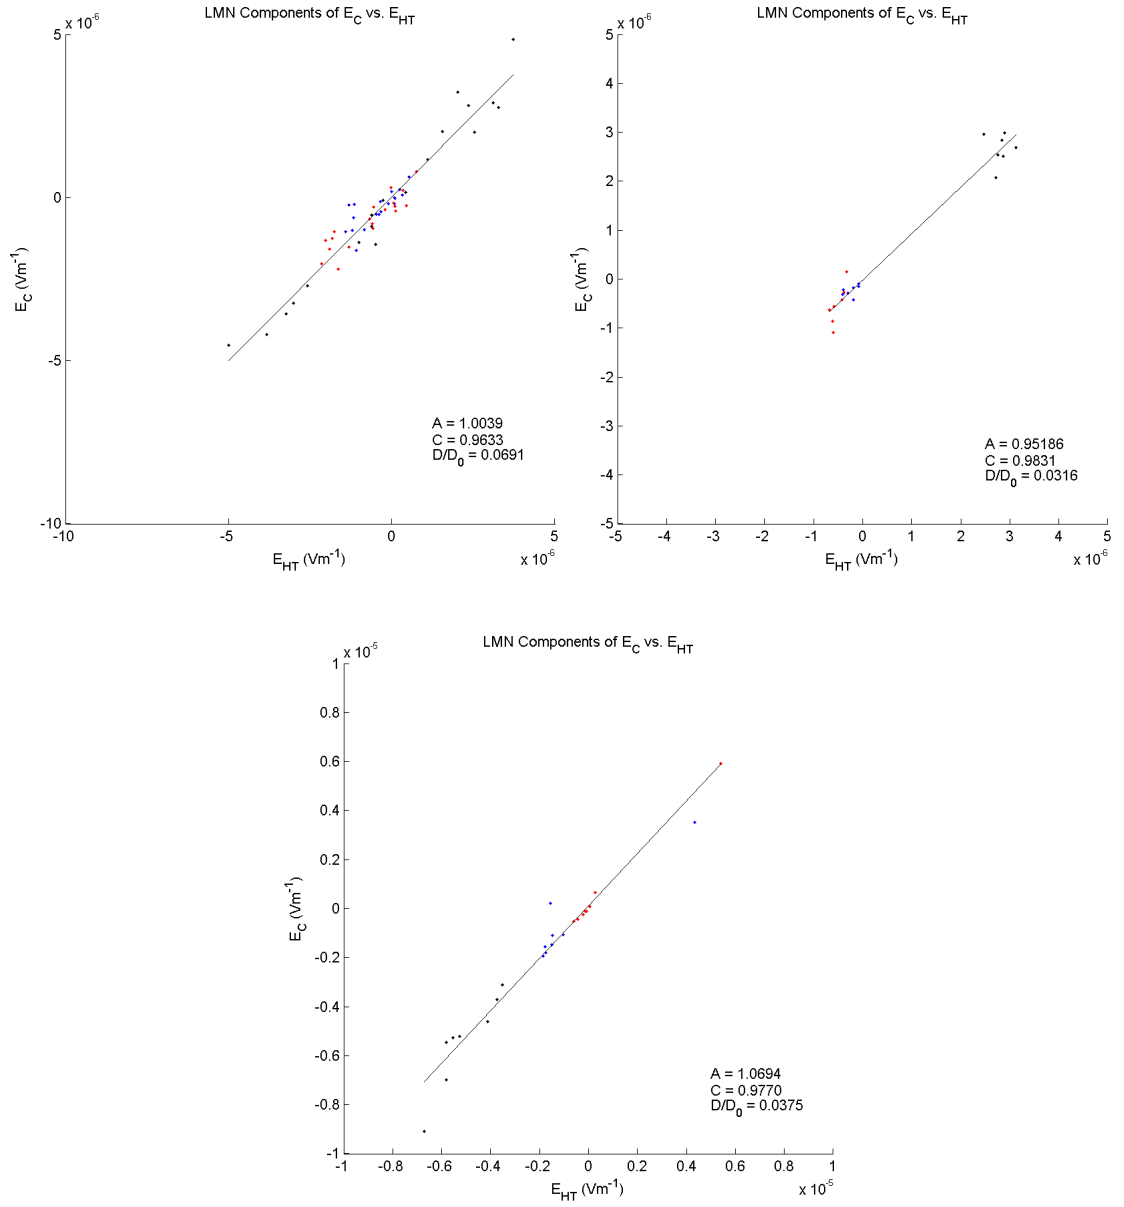 LMN Components of E_C vs. E_HT
x 10^-6
5
0
-5
-10
E_C (Vm^-1)
A = 1.0039
C = 0.9633
D/D_0 = 0.0691
-10 -5 0 5
E_HT (Vm^-1)
x 10^-6
LMN Components of E_C vs. E_HT
x 10^-6
5
4
3
2
1
0
-1
-2
-3
-4
-5
E_C (Vm^-1)
A = 0.95186
C = 0.9831
D/D_0 = 0.0316
-5 -4 -3 -2 -1 0 1 2 3 4 5
E_HT (Vm^-1)
x 10^-6
LMN Components of E_C vs. E_HT
x 10^-5
1
0.8
0.6
0.4
0.2
0
-0.2
-0.4
-0.6
-0.8
-1
E_C (Vm^-1)
A = 1.0694
C = 0.9770
D/D_0 = 0.0375
-1 -0.8 -0.6 -0.4 -0.2 0 0.2 0.4 0.6 0.8 1
E_HT (Vm^-1)
x 10^-5